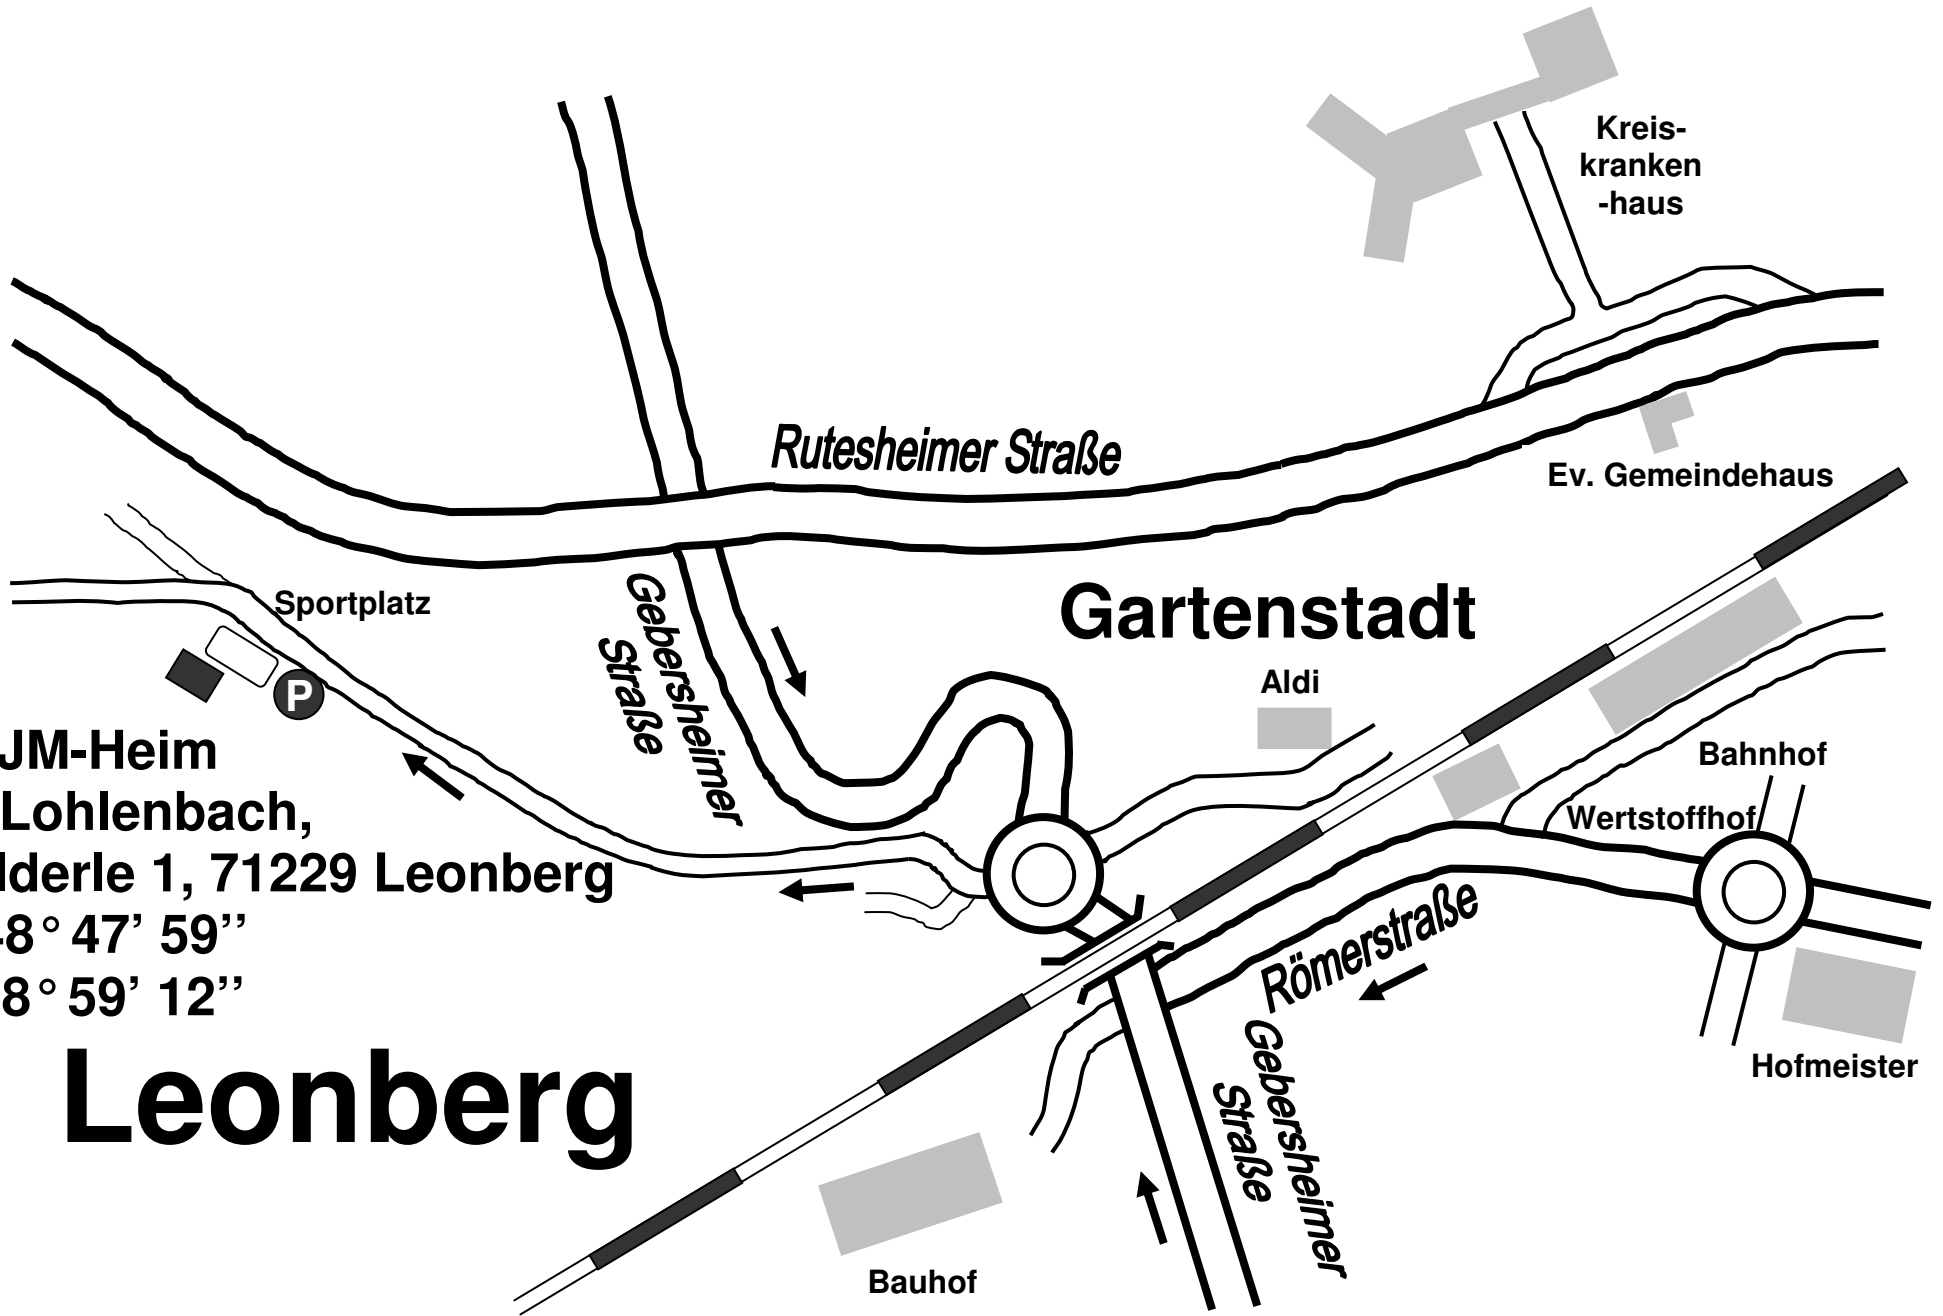 Kreis-
kranken
-haus
Rutesheimer Straße
Ev. Gemeindehaus
Sportplatz
Gebersheimer
Straße
Gartenstadt
Aldi
P
Bahnhof
Wertstoffhof
JM-Heim
Lohlenbach,
lderle 1, 71229 Leonberg
8° 47’ 59’’
8° 59’ 12’’
Römerstraße
Gebersheimer
Straße
Hofmeister
Leonberg
Bauhof